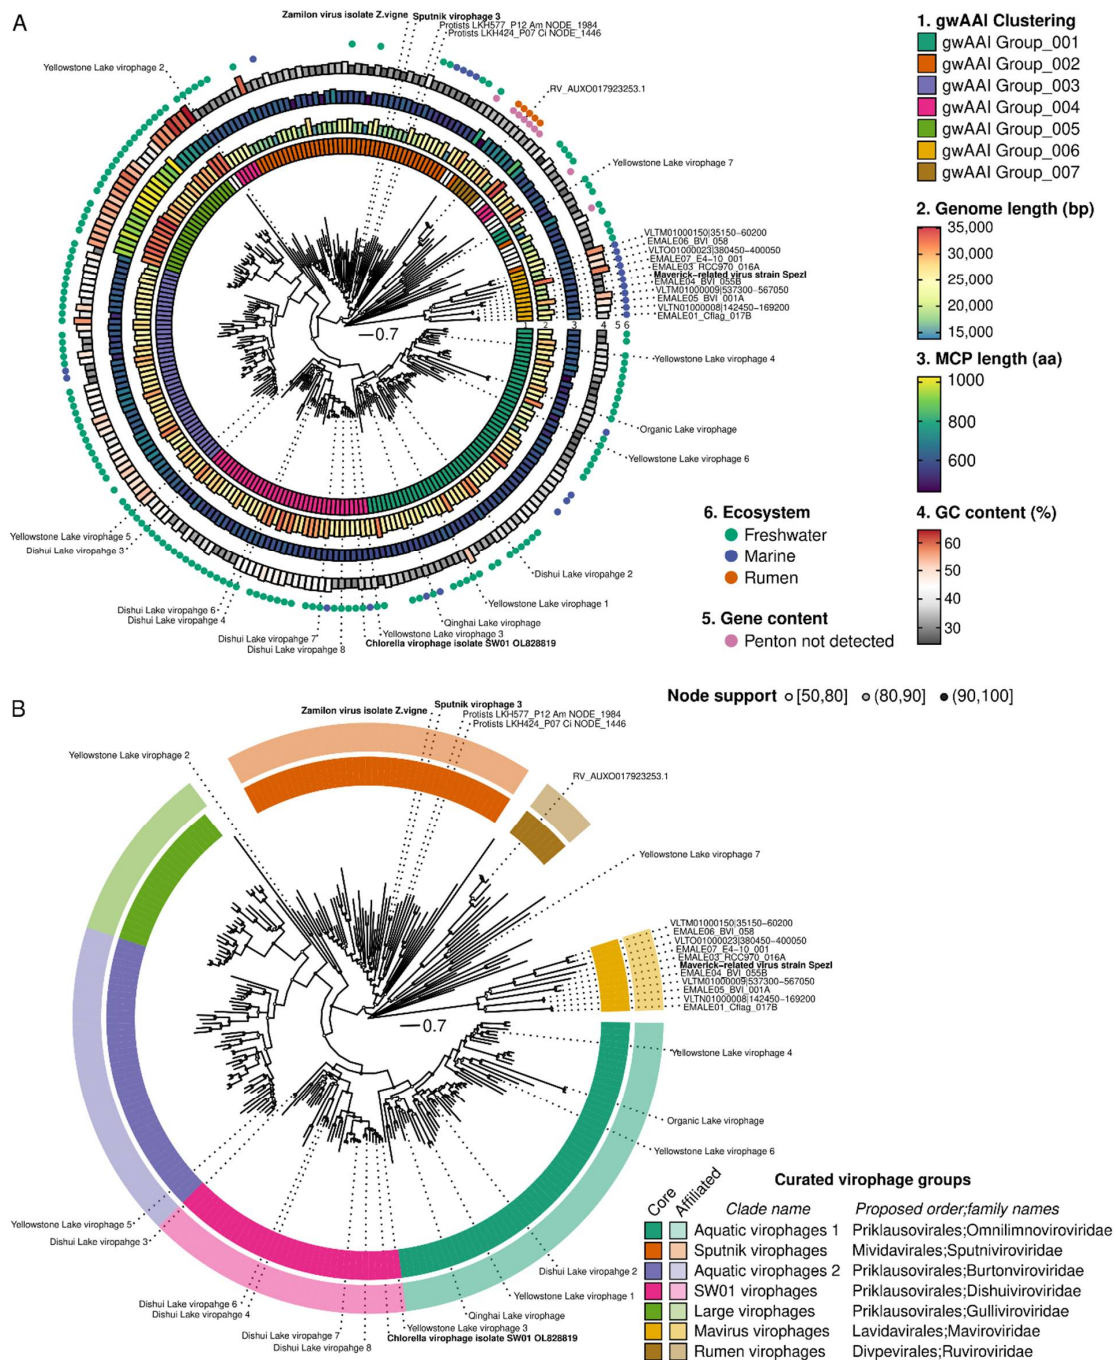 A
Zamilon virus isolate Z.vigne
Sputnik virophage 3
Protists LKH577_P12_Am NODE_1984
Protists LKH424_P07 Ci NODE_1446
Yellowstone Lake virophage 2
RV_AUXO017923253.1
Yellowstone Lake virophage 7
VLTM01000150|35150-60200
EMALE06_BVI_058
VLTO01000023|380450-400050
EMALE07_E4-10_001
EMALE03_RCC970_016A
Maverick-related virus strain Spezl
EMALE04_BVI_055B
VLTM01000009|537300-567050
EMALE05_BVI_001A
VLTN01000008|142450-169200
EMALE01_Cflag_017B
1 2 3 4 5 6
0.7
Yellowstone Lake virophage 4
Organic Lake virophage
Yellowstone Lake virophage 6
Yellowstone Lake virophage 5
Dishui Lake viropahge 3
Dishui Lake viropahge 2
Dishui Lake viropahge 6
Dishui Lake viropahge 4
Yellowstone Lake virophage 1
Qinghai Lake virophage
Dishui Lake viropahge 7
Yellowstone Lake virophage 3
Dishui Lake viropahge 8
Chlorella virophage isolate SW01 OL828819
1. gwAAI Clustering
gwAAI Group_001
gwAAI Group_002
gwAAI Group_003
gwAAI Group_004
gwAAI Group_005
gwAAI Group_006
gwAAI Group_007
2. Genome length (bp)
35,000
30,000
25,000
20,000
15,000
3. MCP length (aa)
1000
800
600
4. GC content (%)
60
50
40
30
6. Ecosystem
Freshwater
Marine
Rumen
5. Gene content
Penton not detected
Node support [50,80] (80,90] (90,100]
B
Zamilon virus isolate Z.vigne
Sputnik virophage 3
Protists LKH577_P12 Am NODE_1984
Protists LKH424_P07 Ci NODE_1446
Yellowstone Lake virophage 2
RV_AUXO017923253.1
Yellowstone Lake virophage 7
VLTM01000150|35150-60200
EMALE06_BVI_058
VLTO01000023|380450-400050
EMALE07_E4-10_001
EMALE03_RCC970_016A
Maverick-related virus strain Spezl
EMALE04_BVI_055B
VLTM01000009|537300-567050
EMALE05_BVI_001A
VLTN01000008|142450-169200
EMALE01_Cflag_017B
0.7
Yellowstone Lake virophage 4
Organic Lake virophage
Yellowstone Lake virophage 6
Yellowstone Lake virophage 5
Dishui Lake viropahge 3
Dishui Lake viropahge 2
Yellowstone Lake virophage 1
Dishui Lake viropahge 6
Dishui Lake viropahge 4
Qinghai Lake virophage
Yellowstone Lake virophage 3
Dishui Lake viropahge 7
Chlorella virophage isolate SW01 OL828819
Dishui Lake viropahge 8
Curated virophage groups
Core Affiliated Clade name Proposed order;family names
Aquatic virophages 1 Priklausovirales;Omnilimnoviroviridae
Sputnik virophages Mividavirales;Sputniviroviridae
Aquatic virophages 2 Priklausovirales;Burtonviroviridae
SW01 virophages Priklausovirales;Dishuiviroviridae
Large virophages Priklausovirales;Gulliviroviridae
Mavirus virophages Lavidavirales;Maviroviridae
Rumen virophages Divpevirales;Ruviroviridae